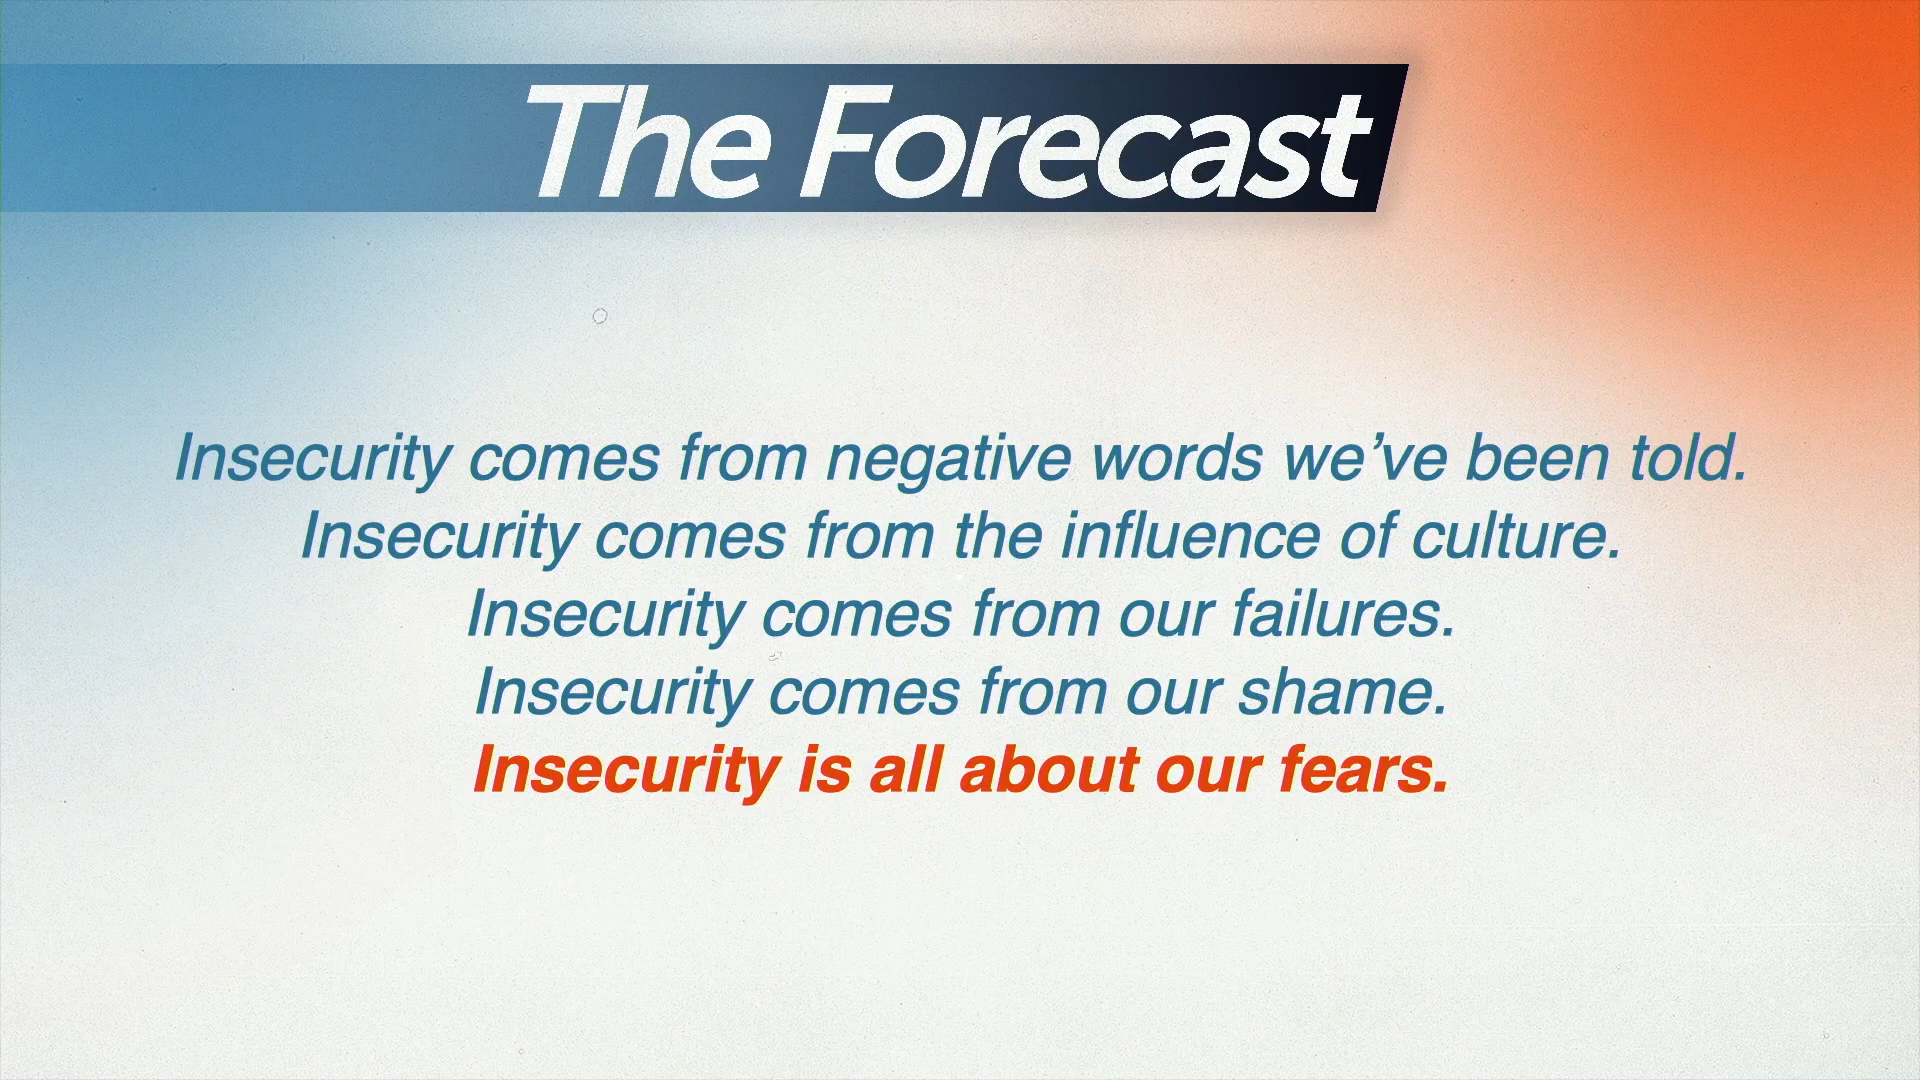 The Forecast
Insecurity comes from negative words we’ve been told.
Insecurity comes from the influence of culture.
Insecurity comes from our failures.
Insecurity comes from our shame.
Insecurity is all about our fears.